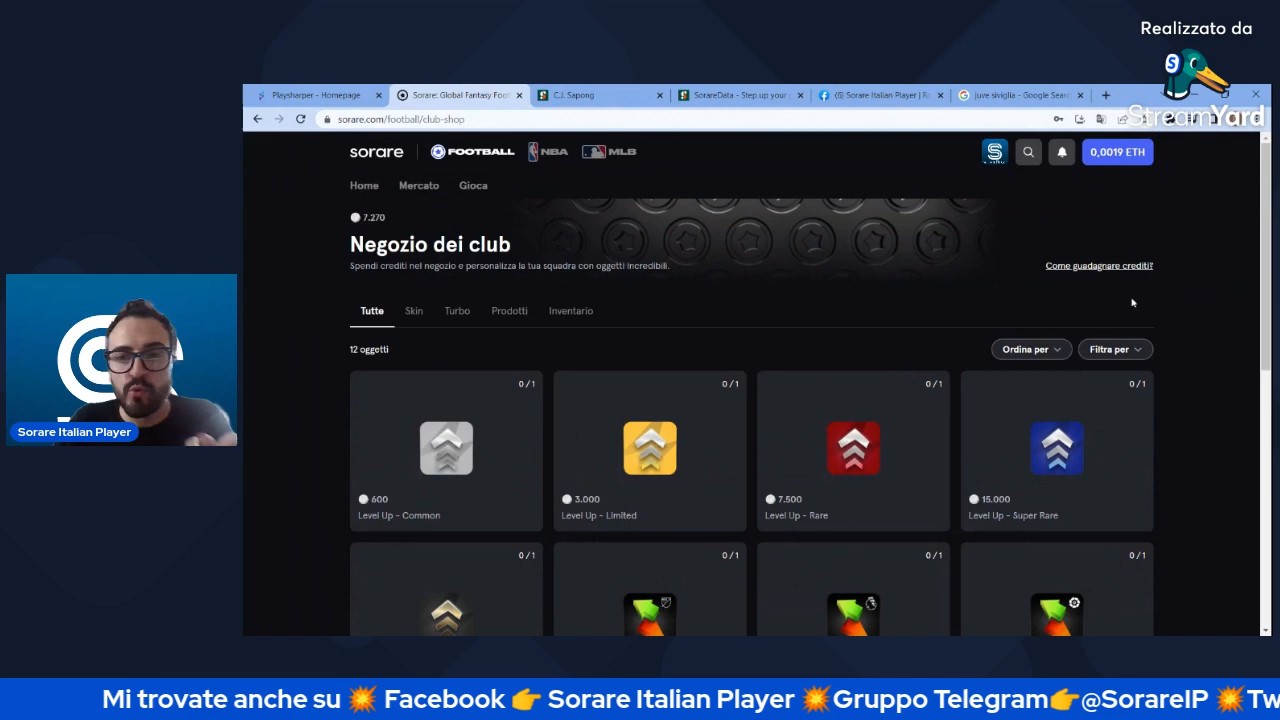 Realizzato da
StreamYard
Playsharper - Homepage
Sorare: Global Fantasy Foot
C.J. Sapong
SorareData - Step up your
Sorare Italian Player
juve siviglia - Google Sear
sorare.com/football/club-shop
sorare
FOOTBALL
NBA
MLB
0,0019 ETH
Home
Mercato
Gioca
7.270
Negozio dei club
Spendi crediti nel negozio e personalizza la tua squadra con oggetti incredibili.
Come guadagnare crediti?
Tutte
Skin
Turbo
Prodotti
Inventario
12 oggetti
Ordina per
Filtra per
0/1
0/1
0/1
0/1
600
Level Up - Common
3.000
Level Up - Limited
7.500
Level Up - Rare
15.000
Level Up - Super Rare
0/1
0/1
0/1
0/1
Sorare Italian Player
Mi trovate anche su 💥 Facebook 👉 Sorare Italian Player 💥Gruppo Telegram👉@SorareIP 💥Tw